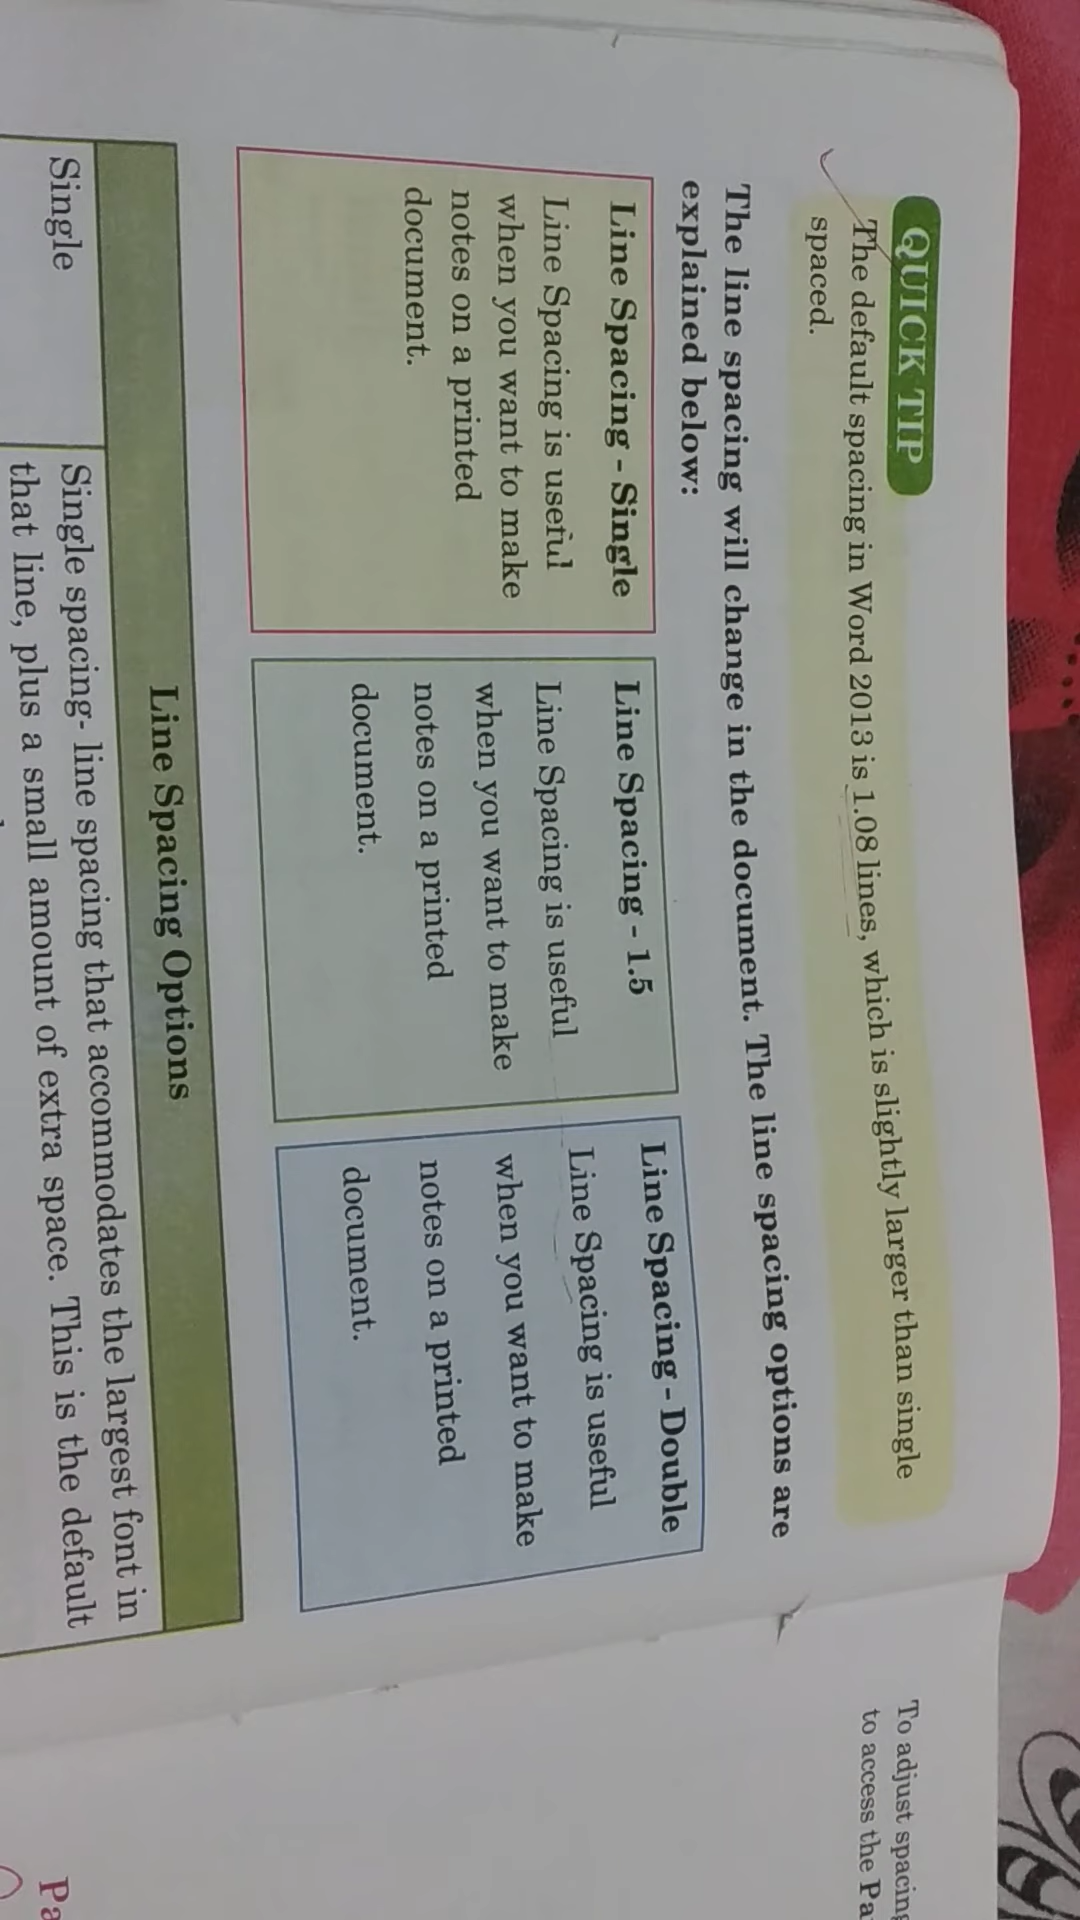 QUICK TIP
The default spacing in Word 2013 is 1.08 lines, which is slightly larger than single
spaced.
The line spacing will change in the document. The line spacing options are
explained below:
Line Spacing - Single
Line Spacing is useful
when you want to make
notes on a printed
document.
Line Spacing - 1.5
Line Spacing is useful
when you want to make
notes on a printed
document.
Line Spacing - Double
Line Spacing is useful
when you want to make
notes on a printed
document.
Line Spacing Options
Single
Single spacing- line spacing that accommodates the largest font in
that line, plus a small amount of extra space. This is the default
To adjust spacing
to access the